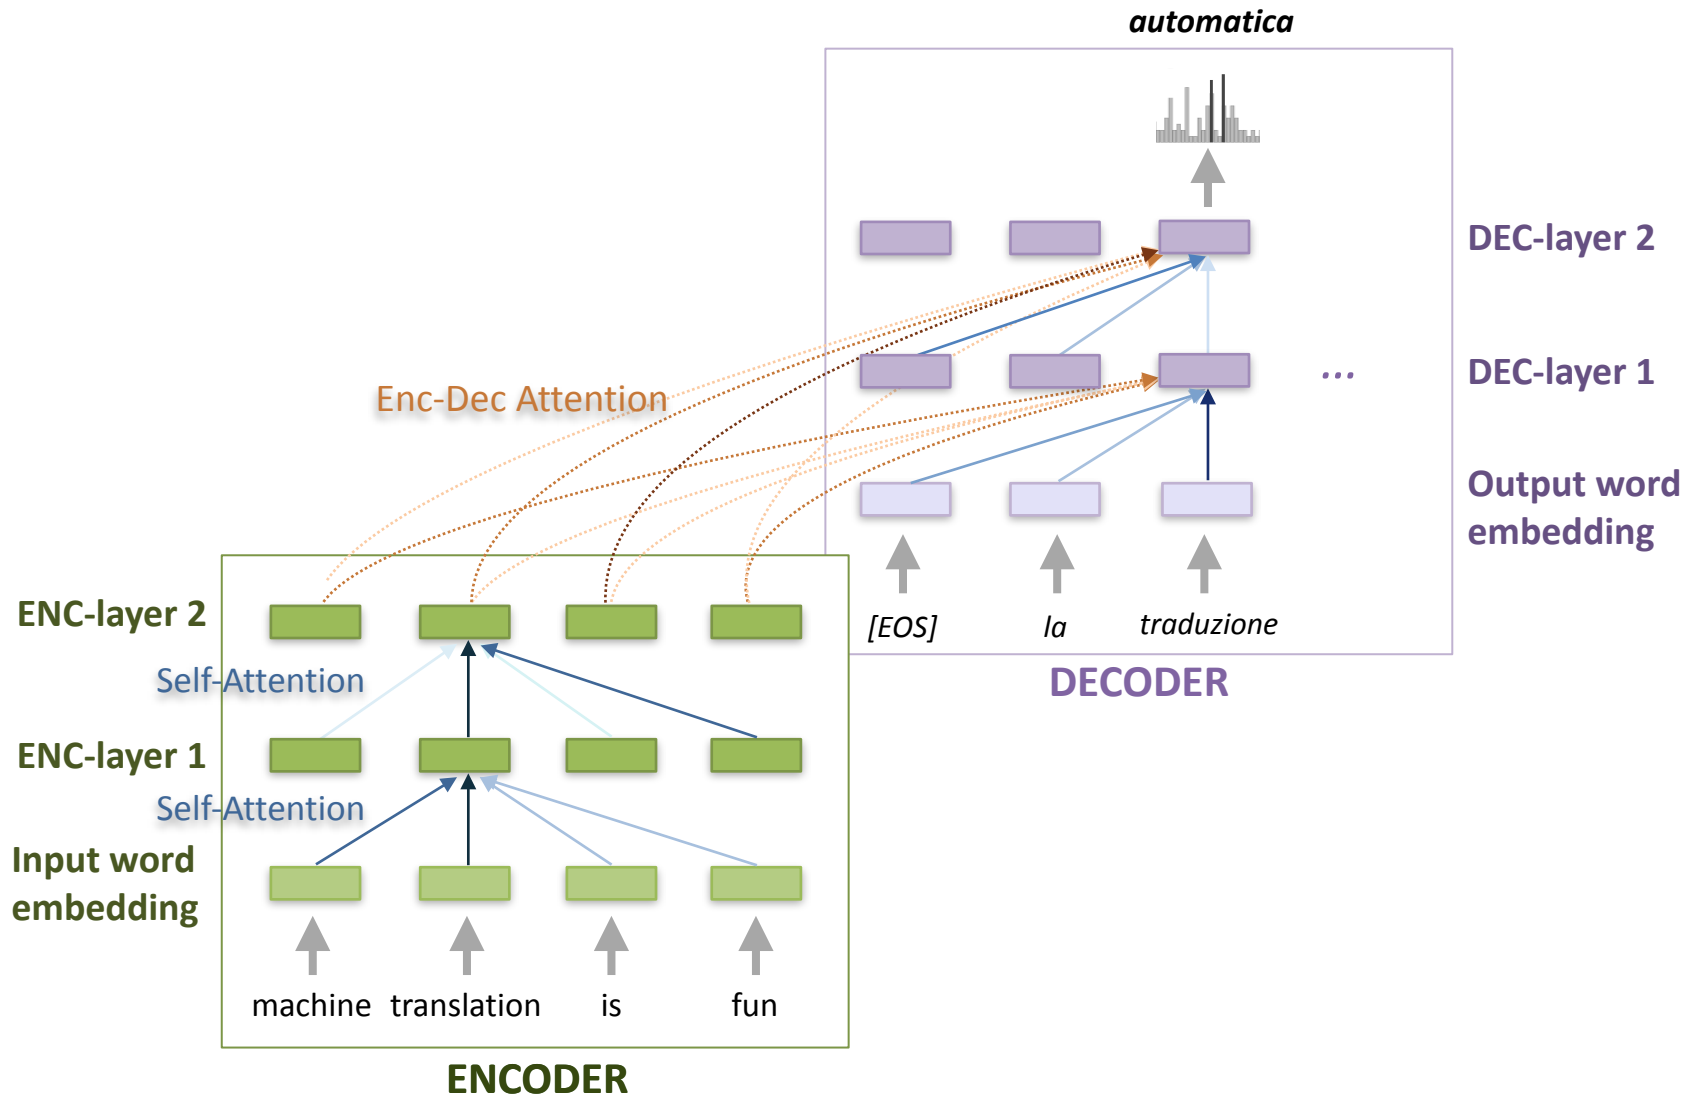 automatica
DEC-layer 2
DEC-layer 1
...
Enc-Dec Attention
Output word
embedding
[EOS] la traduzione
DECODER
ENC-layer 2
Self-Attention
ENC-layer 1
Self-Attention
Input word
embedding
machine translation is fun
ENCODER